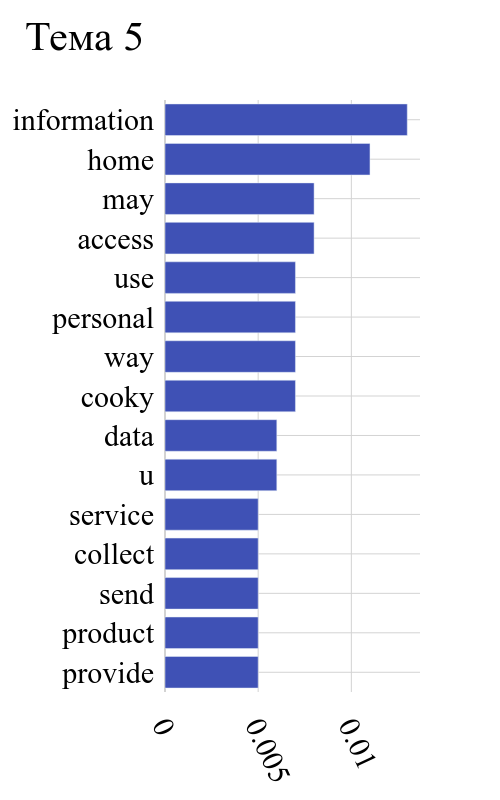 Тема 5
information
home
may
access
use
personal
way
cooky
data
u
service
collect
send
product
provide
0
0.005
0.01